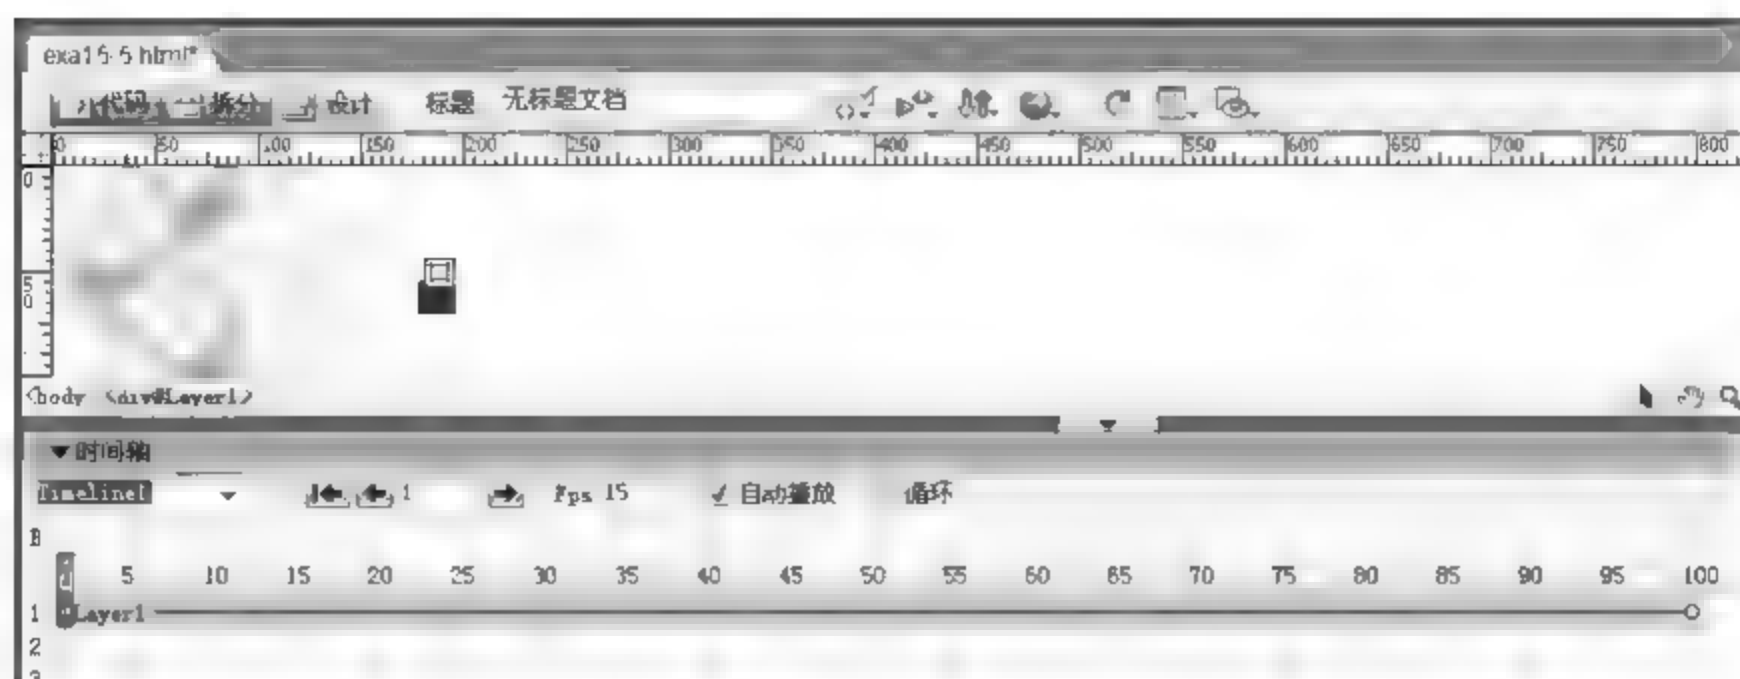 exa15-5.html*
代码 拆分 设计 标题 无标题文档
0 50 100 150 200 250 300 350 400 450 500 550 600 650 700 750 800
0
50
<body> <div#Layer1>
时间轴
Timeline1 1 Fps 15 自动播放 循环
B
5 10 15 20 25 30 35 40 45 50 55 60 65 70 75 80 85 90 95 100
1 Layer1
2
3